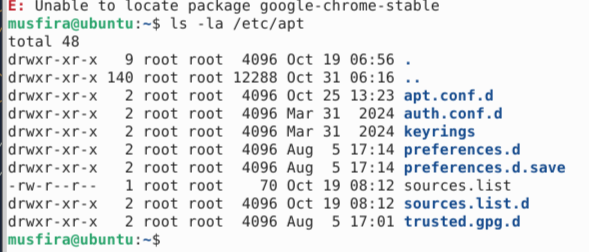 E: Unable to locate package google-chrome-stable
musfira@ubuntu:~$ ls -la /etc/apt
total 48
drwxr-xr-x   9 root root  4096 Oct 19 06:56 .
drwxr-xr-x 140 root root 12288 Oct 31 06:16 ..
drwxr-xr-x   2 root root  4096 Oct 25 13:23 apt.conf.d
drwxr-xr-x   2 root root  4096 Mar 31  2024 auth.conf.d
drwxr-xr-x   2 root root  4096 Mar 31  2024 keyrings
drwxr-xr-x   2 root root  4096 Aug  5 17:14 preferences.d
drwxr-xr-x   2 root root  4096 Aug  5 17:14 preferences.d.save
-rw-r--r--   1 root root    70 Oct 19 08:12 sources.list
drwxr-xr-x   2 root root  4096 Oct 19 08:12 sources.list.d
drwxr-xr-x   2 root root  4096 Aug  5 17:01 trusted.gpg.d
musfira@ubuntu:~$